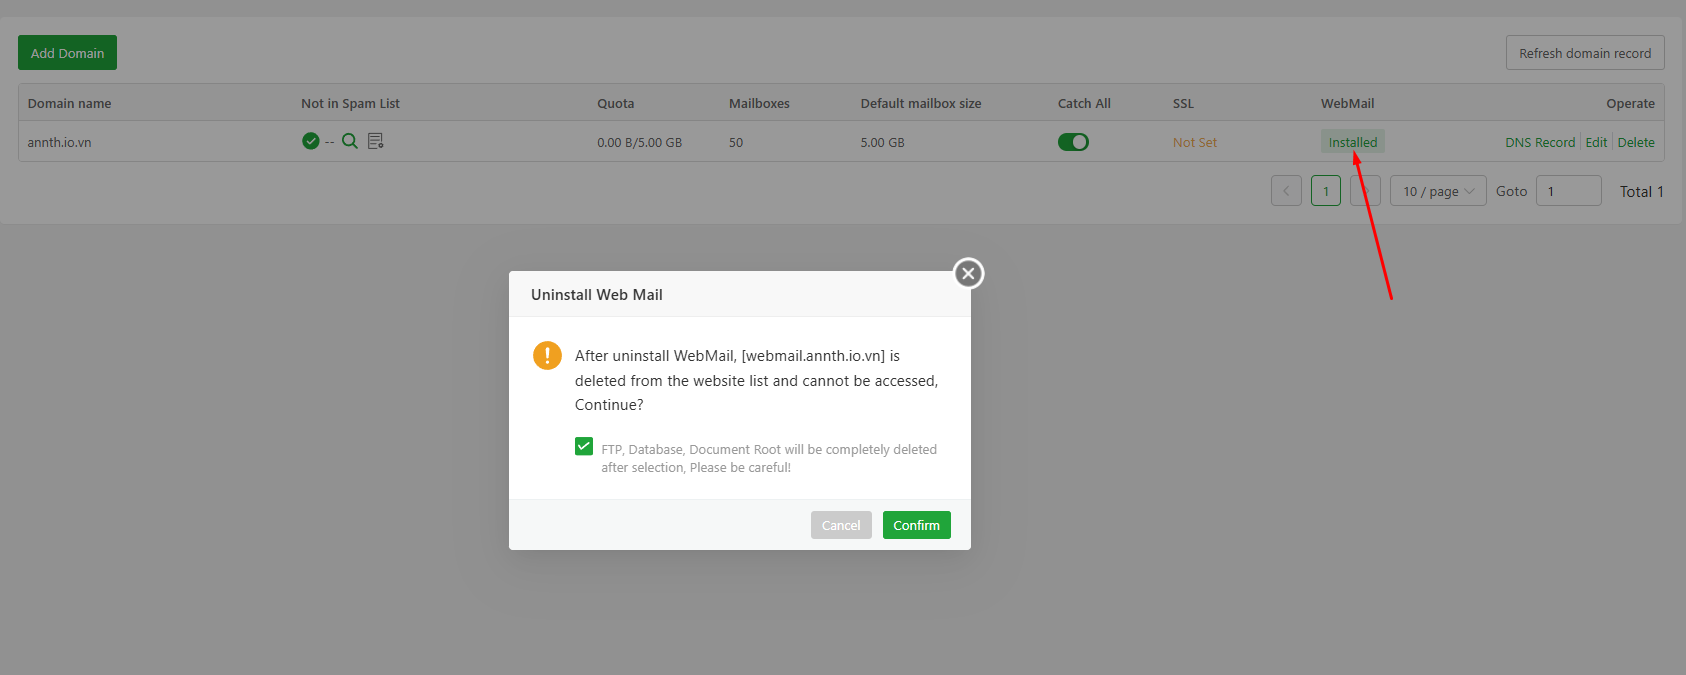 Add Domain
Refresh domain record
Domain name Not in Spam List Quota Mailboxes Default mailbox size Catch All SSL WebMail Operate
annth.io.vn -- 0.00 B/5.00 GB 50 5.00 GB Not Set Installed DNS Record Edit Delete
1 10 / page Goto 1 Total 1
Uninstall Web Mail
After uninstall WebMail, [webmail.annth.io.vn] is
deleted from the website list and cannot be accessed,
Continue?
FTP, Database, Document Root will be completely deleted
after selection, Please be careful!
Cancel Confirm